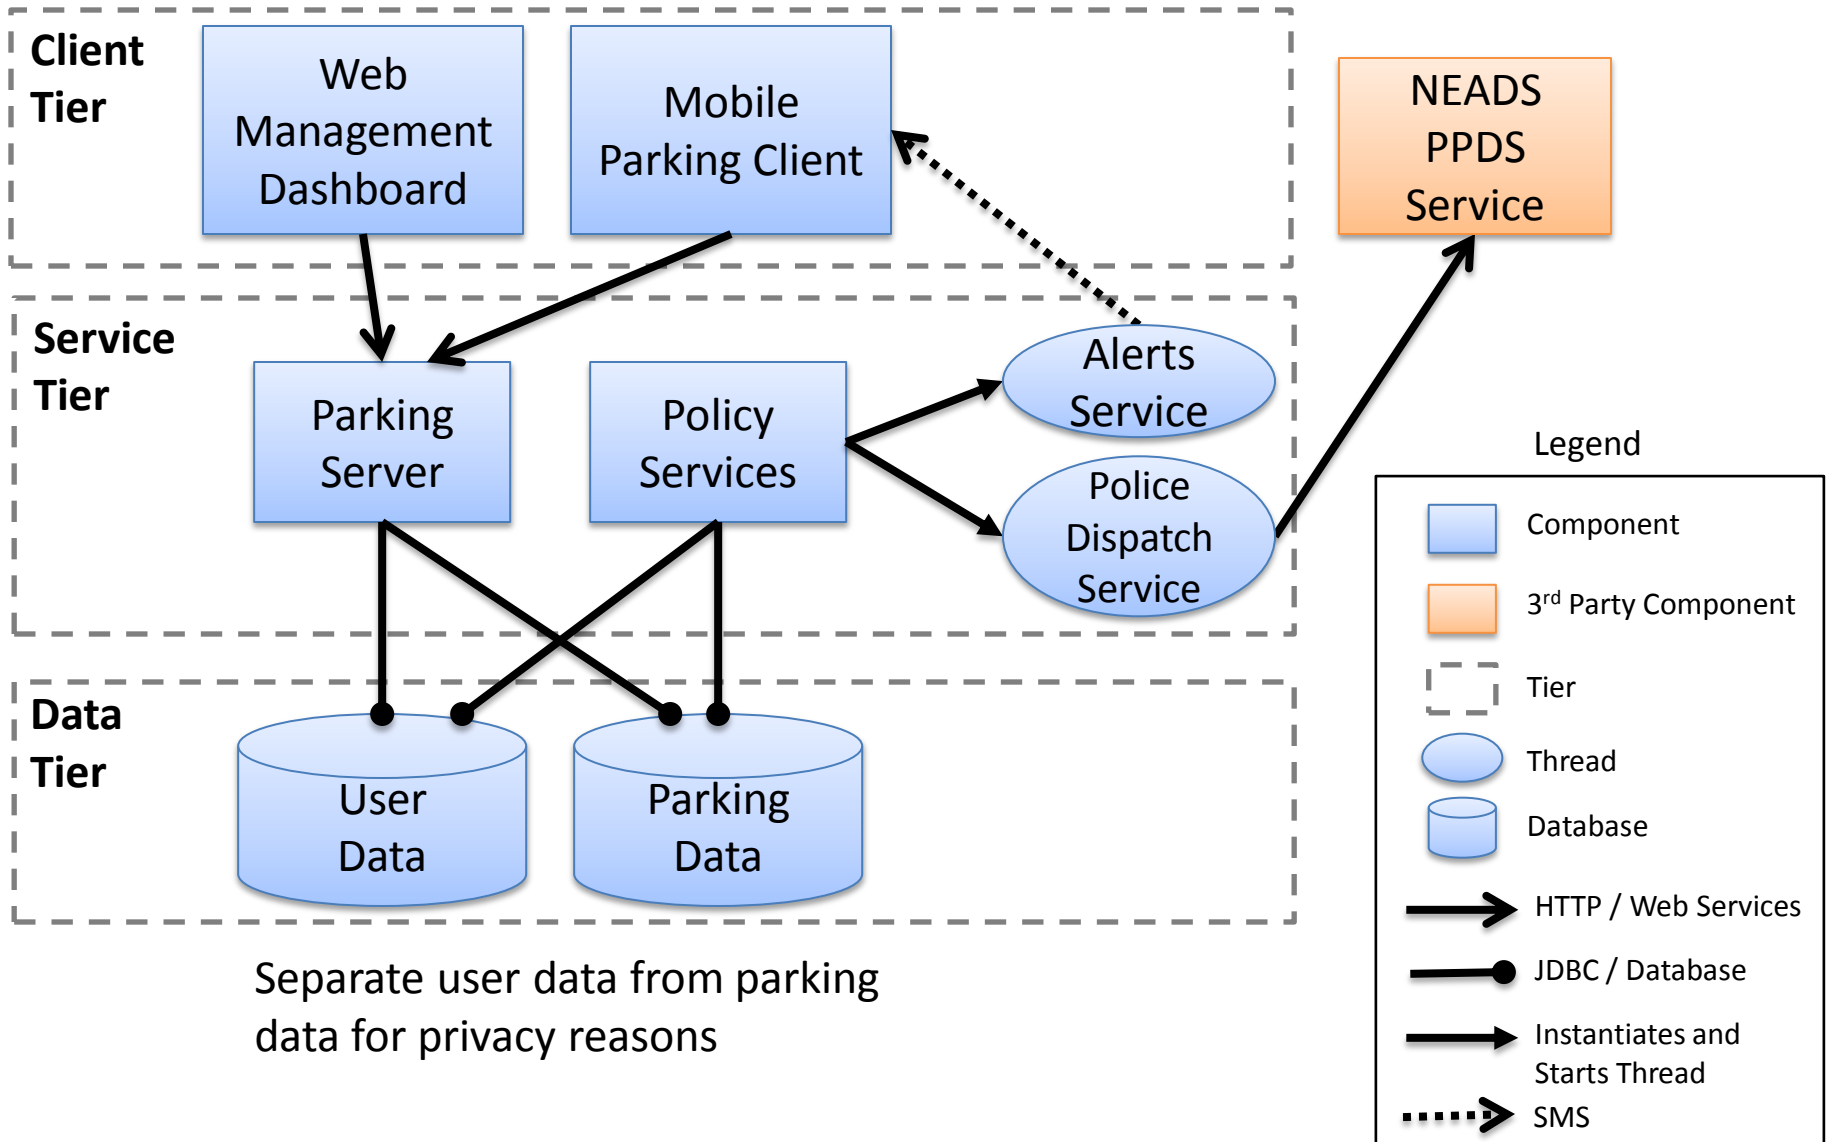 Client
Tier
Web
Management
Dashboard
Mobile
Parking Client
NEADS
PPDS
Service
Service
Tier
Parking
Server
Policy
Services
Alerts
Service
Police
Dispatch
Service
Data
Tier
User
Data
Parking
Data
Separate user data from parking
data for privacy reasons
Legend
Component
3rd Party Component
Tier
Thread
Database
HTTP / Web Services
JDBC / Database
Instantiates and
Starts Thread
SMS